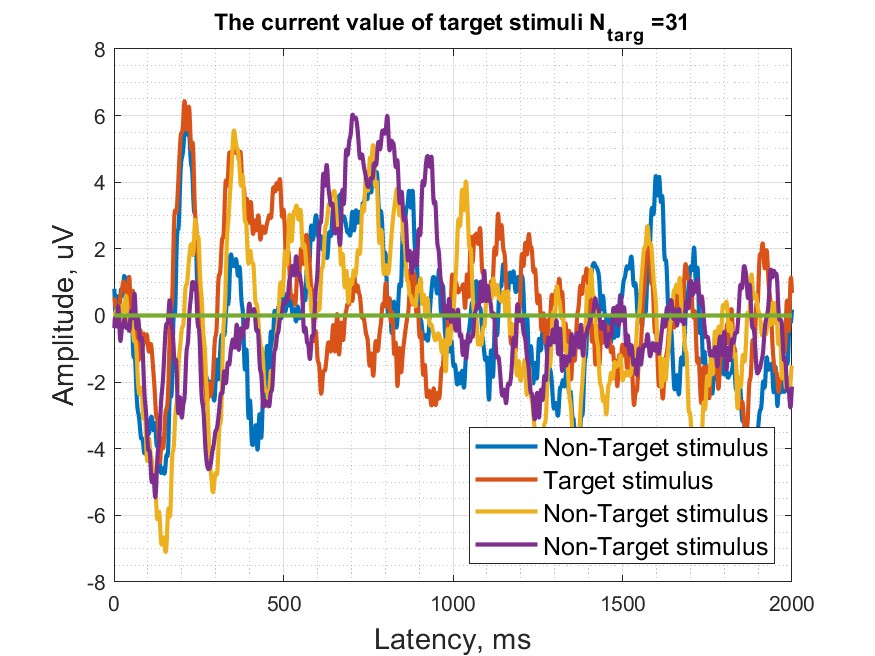 The current value of target stimuli N_targ =31
8
6
4
2
0
-2
-4
-6
-8
Amplitude, uV
0 500 1000 1500 2000
Latency, ms
Non-Target stimulus
Target stimulus
Non-Target stimulus
Non-Target stimulus